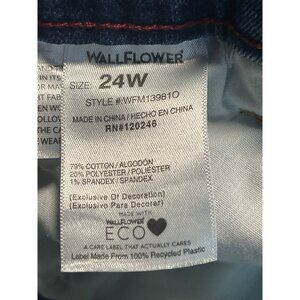 WALLFLOWER
SIZE: 24W
STYLE #:WFM13981O
MADE IN CHINA / HECHO EN CHINA
RN#120246
79% COTTON / ALGODÓN
20% POLYESTER / POLIÉSTER
1% SPANDEX / SPANDEX
(Exclusive Of Decoration)
(Exclusivo Para Decorar)
MADE WITH
WALLFLOWER
ECO
A CARE LABEL THAT ACTUALLY CARES
Label Made From 100% Recycled Plastic